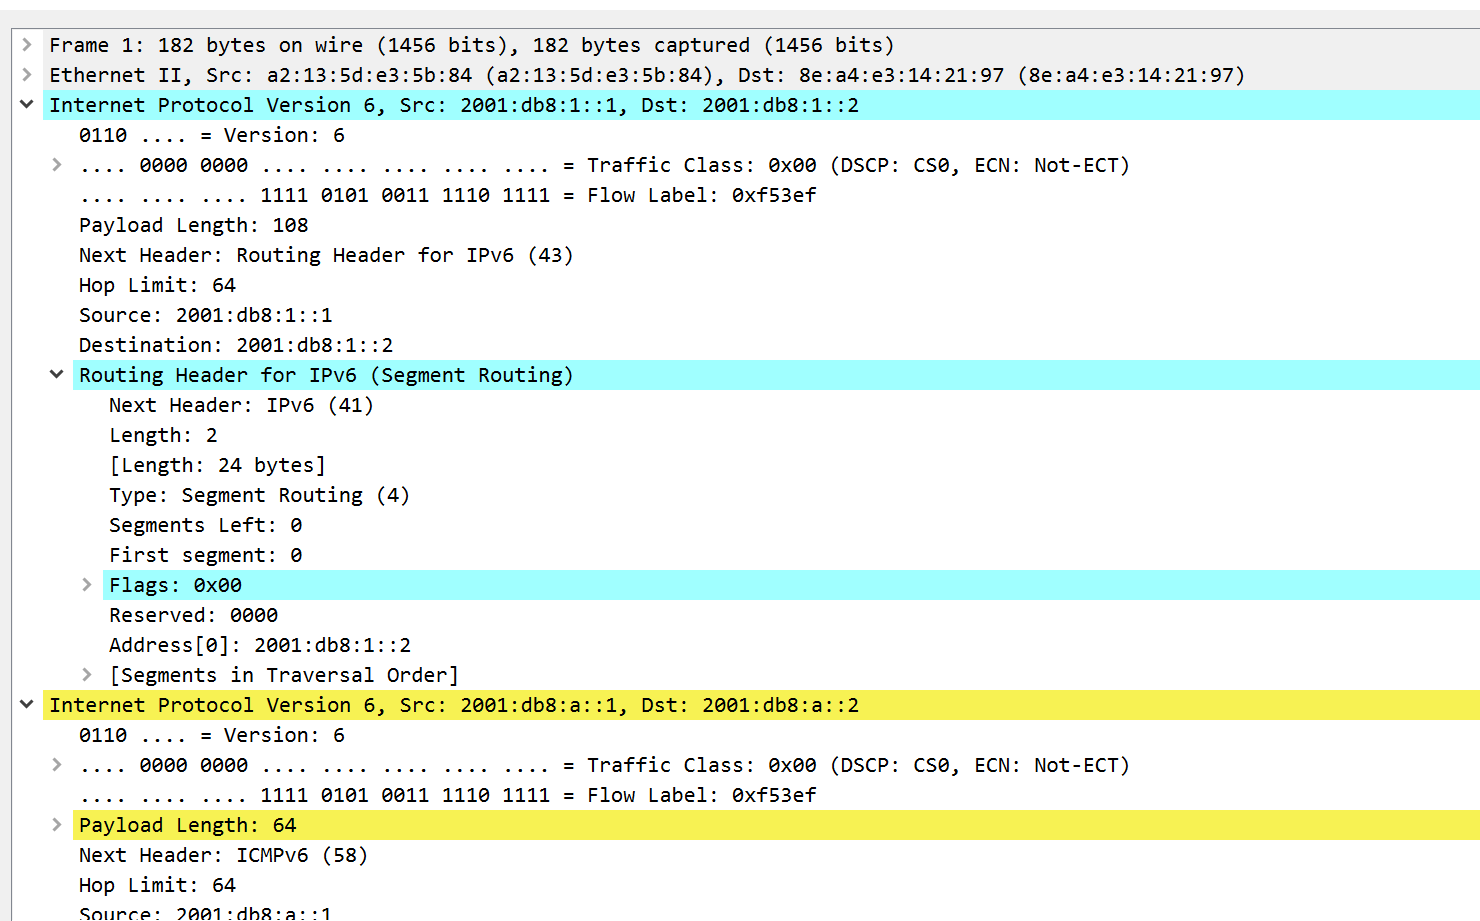 Frame 1: 182 bytes on wire (1456 bits), 182 bytes captured (1456 bits)
Ethernet II, Src: a2:13:5d:e3:5b:84 (a2:13:5d:e3:5b:84), Dst: 8e:a4:e3:14:21:97 (8e:a4:e3:14:21:97)
Internet Protocol Version 6, Src: 2001:db8:1::1, Dst: 2001:db8:1::2
0110 .... = Version: 6
.... 0000 0000 .... .... .... .... .... = Traffic Class: 0x00 (DSCP: CS0, ECN: Not-ECT)
.... .... .... 1111 0101 0011 1110 1111 = Flow Label: 0xf53ef
Payload Length: 108
Next Header: Routing Header for IPv6 (43)
Hop Limit: 64
Source: 2001:db8:1::1
Destination: 2001:db8:1::2
Routing Header for IPv6 (Segment Routing)
Next Header: IPv6 (41)
Length: 2
[Length: 24 bytes]
Type: Segment Routing (4)
Segments Left: 0
First segment: 0
Flags: 0x00
Reserved: 0000
Address[0]: 2001:db8:1::2
[Segments in Traversal Order]
Internet Protocol Version 6, Src: 2001:db8:a::1, Dst: 2001:db8:a::2
0110 .... = Version: 6
.... 0000 0000 .... .... .... .... .... = Traffic Class: 0x00 (DSCP: CS0, ECN: Not-ECT)
.... .... .... 1111 0101 0011 1110 1111 = Flow Label: 0xf53ef
Payload Length: 64
Next Header: ICMPv6 (58)
Hop Limit: 64
Source: 2001:db8:a::1